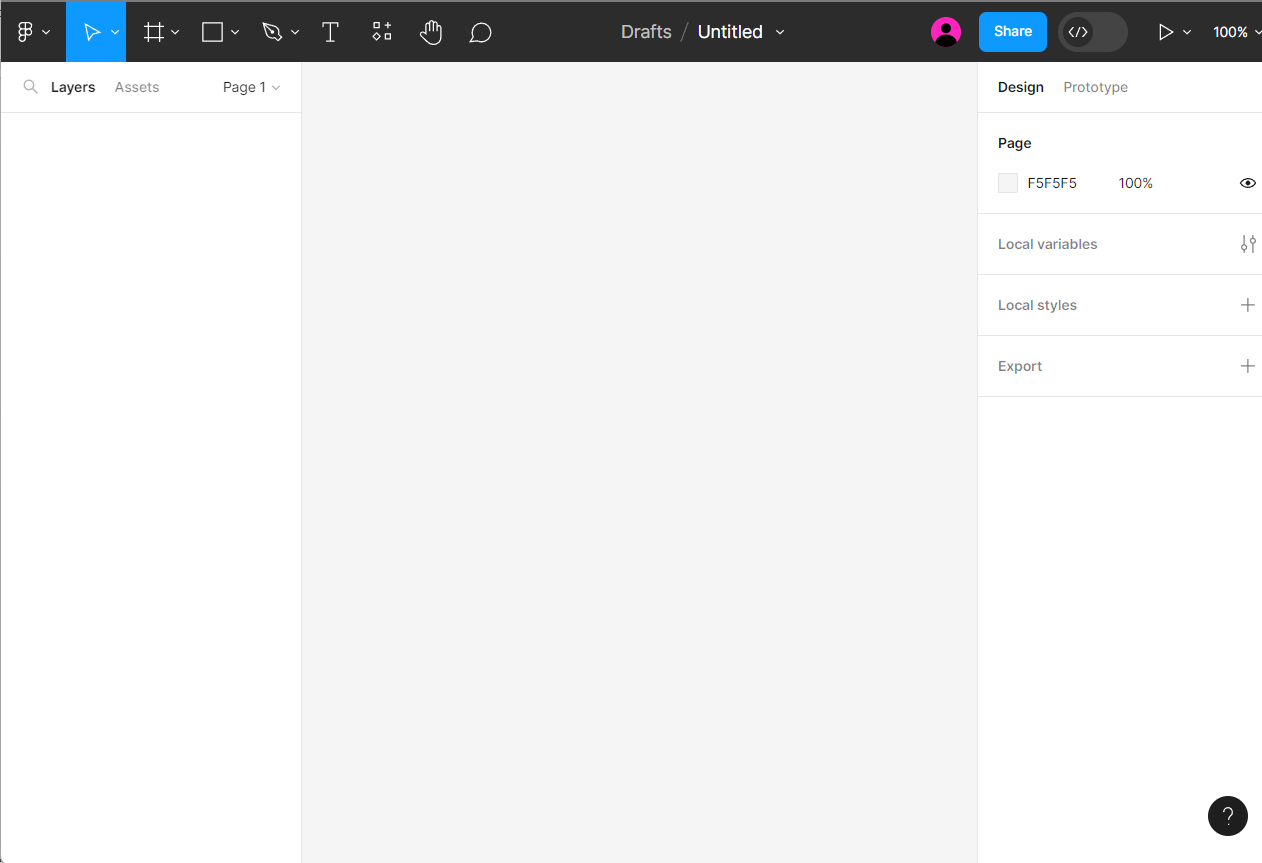 Drafts / Untitled
Share
</>
100%
Layers Assets Page 1
Design Prototype
Page
F5F5F5 100%
Local variables
Local styles
Export
?